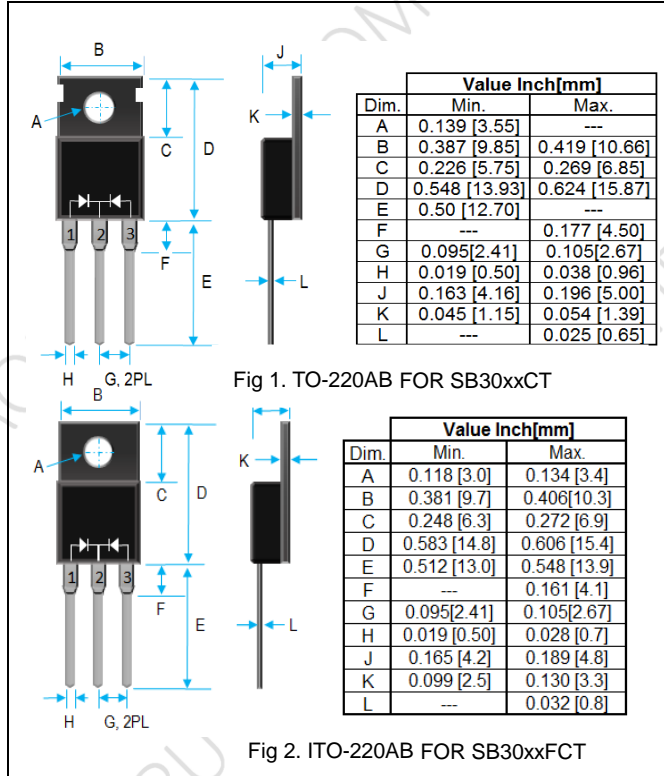 B
J
A
K
C
D
1 2 3
F
E
L
H
G, 2PL
Value Inch[mm]
Dim. Min. Max.
A 0.139 [3.55] ---
B 0.387 [9.85] 0.419 [10.66]
C 0.226 [5.75] 0.269 [6.85]
D 0.548 [13.93] 0.624 [15.87]
E 0.50 [12.70] ---
F --- 0.177 [4.50]
G 0.095[2.41] 0.105[2.67]
H 0.019 [0.50] 0.038 [0.96]
J 0.163 [4.16] 0.196 [5.00]
K 0.045 [1.15] 0.054 [1.39]
L --- 0.025 [0.65]
Fig 1. TO-220AB FOR SB30xxCT
B
A
K
C
D
1 2 3
F
E
L
H
G, 2PL
Value Inch[mm]
Dim. Min. Max.
A 0.118 [3.0] 0.134 [3.4]
B 0.381 [9.7] 0.406[10.3]
C 0.248 [6.3] 0.272 [6.9]
D 0.583 [14.8] 0.606 [15.4]
E 0.512 [13.0] 0.548 [13.9]
F --- 0.161 [4.1]
G 0.095[2.41] 0.105[2.67]
H 0.019 [0.50] 0.028 [0.7]
J 0.165 [4.2] 0.189 [4.8]
K 0.099 [2.5] 0.130 [3.3]
L --- 0.032 [0.8]
Fig 2. ITO-220AB FOR SB30xxFCT